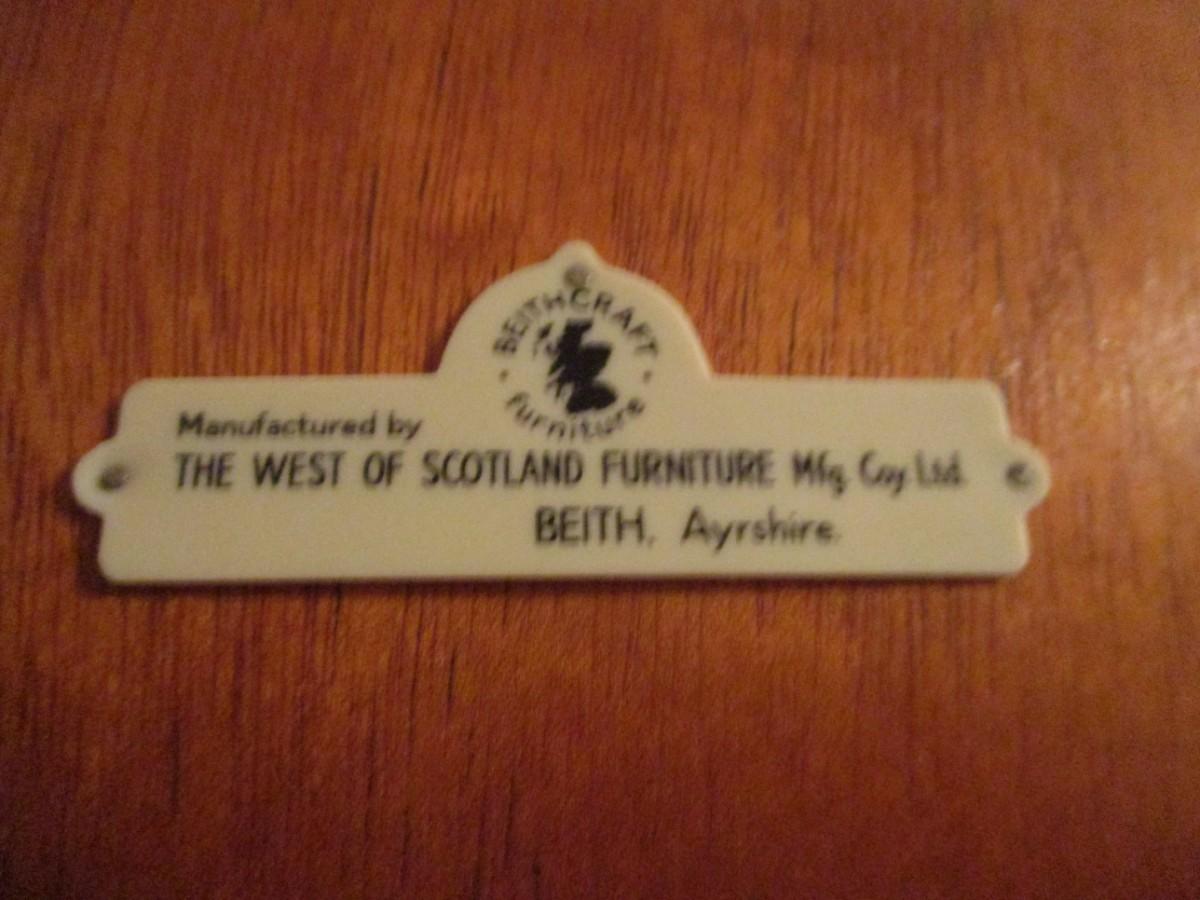 BEITHCRAFT
Furniture
Manufactured by
THE WEST OF SCOTLAND FURNITURE Mfg. Coy. Ltd.
BEITH, Ayrshire.